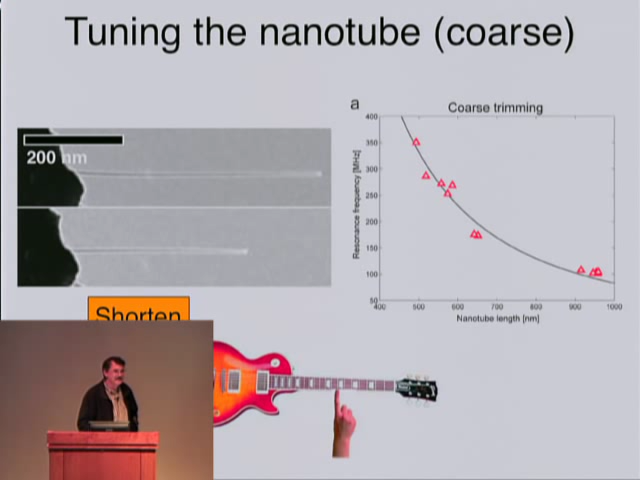 Tuning the nanotube (coarse)
200 nm
Shorten
a
Coarse trimming
Resonance frequency [MHz]
400
350
300
250
200
150
100
50
400 500 600 700 800 900 1000
Nanotube length [nm]